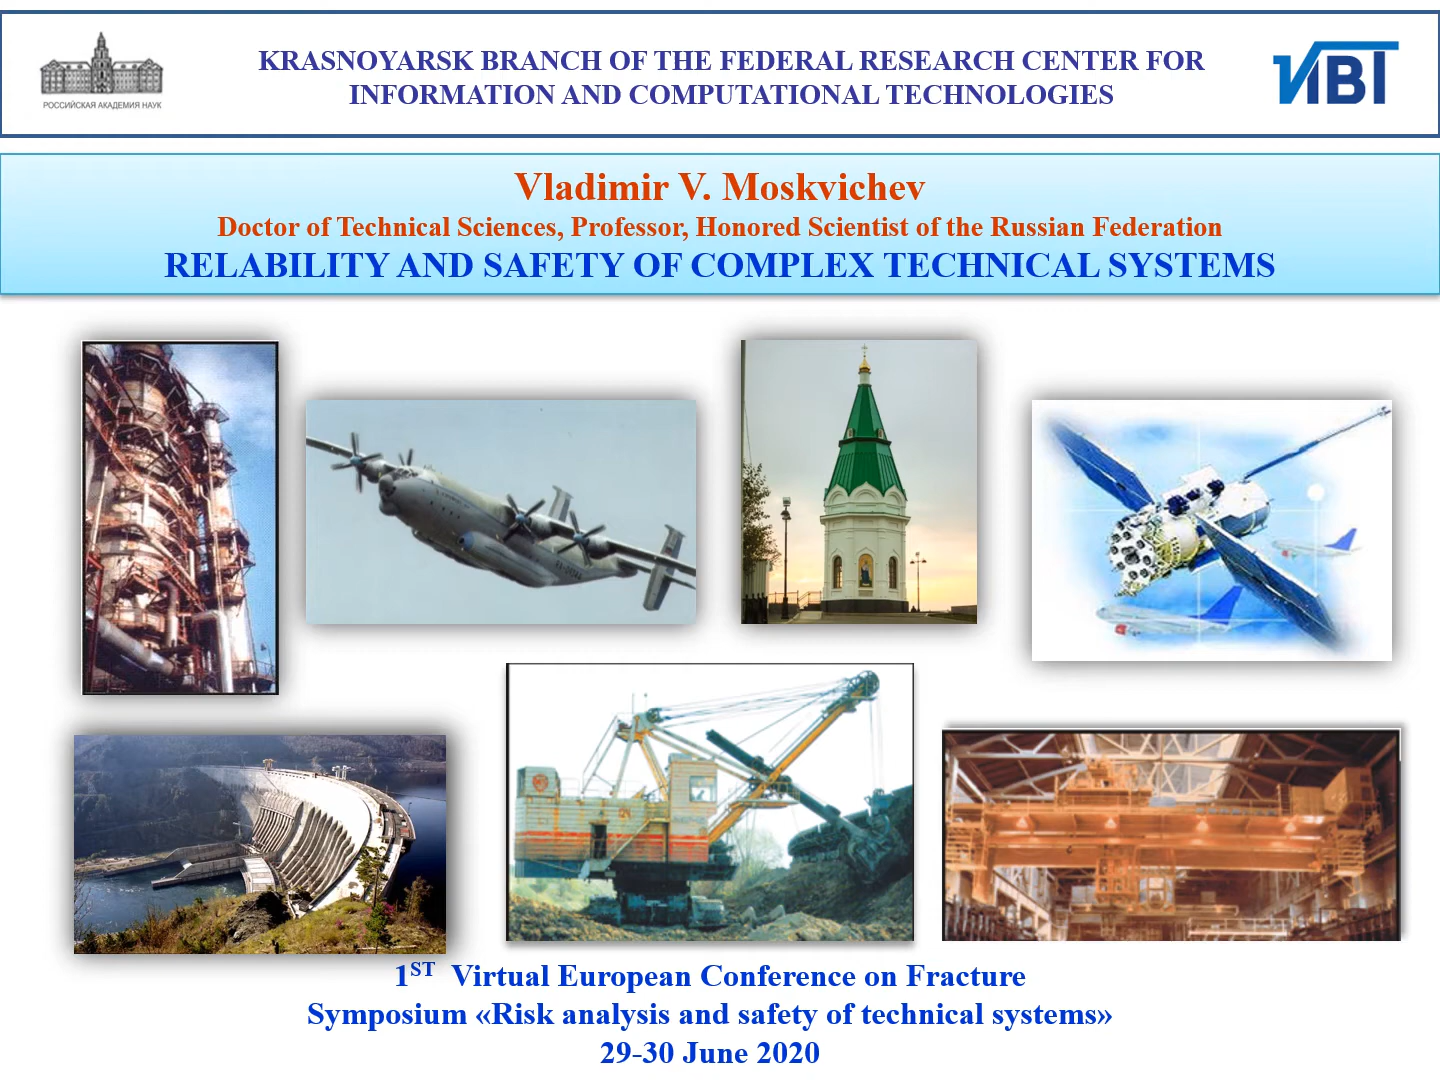 KRASNOYARSK BRANCH OF THE FEDERAL RESEARCH CENTER FOR
INFORMATION AND COMPUTATIONAL TECHNOLOGIES
РОССИЙСКАЯ АКАДЕМИЯ НАУК
ИВТ
Vladimir V. Moskvichev
Doctor of Technical Sciences, Professor, Honored Scientist of the Russian Federation
RELABILITY AND SAFETY OF COMPLEX TECHNICAL SYSTEMS
1ST Virtual European Conference on Fracture
Symposium «Risk analysis and safety of technical systems»
29-30 June 2020